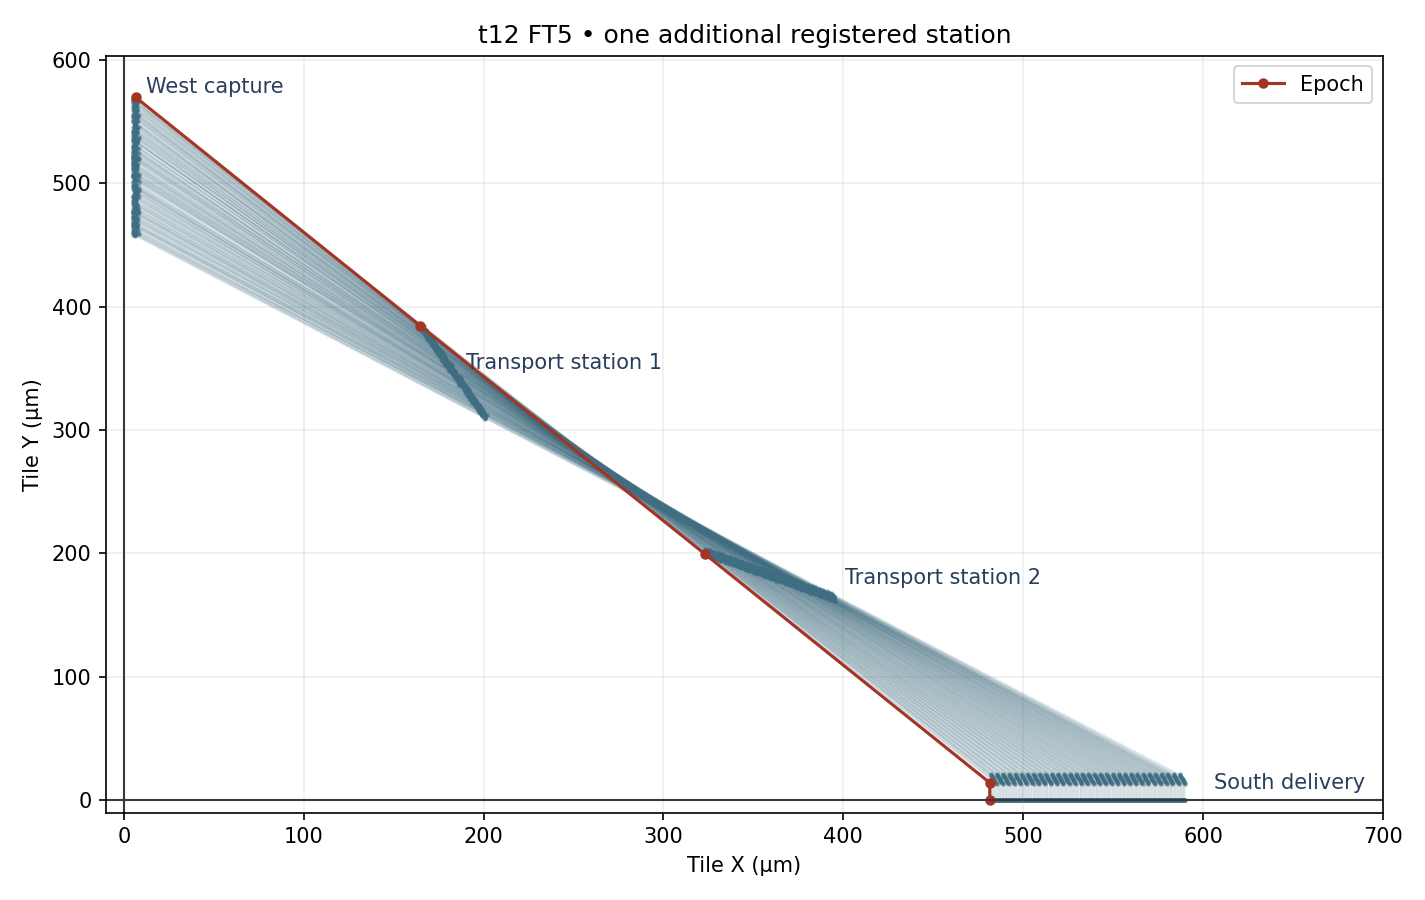 t12 FT5 • one additional registered station
Epoch
West capture
Transport station 1
Transport station 2
South delivery
Tile Y (µm)
600
500
400
300
200
100
0
0 100 200 300 400 500 600 700
Tile X (µm)